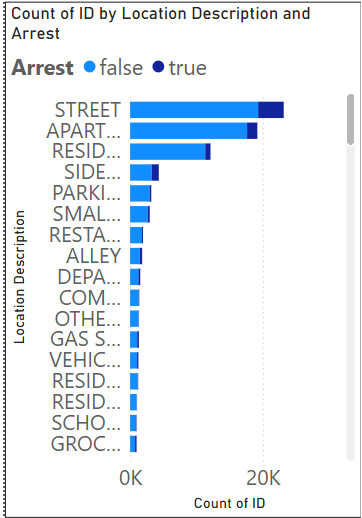 Count of ID by Location Description and
Arrest
Arrest false true
STREET
APART...
RESID...
SIDE...
PARKI...
SMAL...
RESTA...
ALLEY
DEPA...
COM...
OTHE...
GAS S...
VEHIC...
RESID...
RESID...
SCHO...
GROC...
Location Description
0K 20K
Count of ID